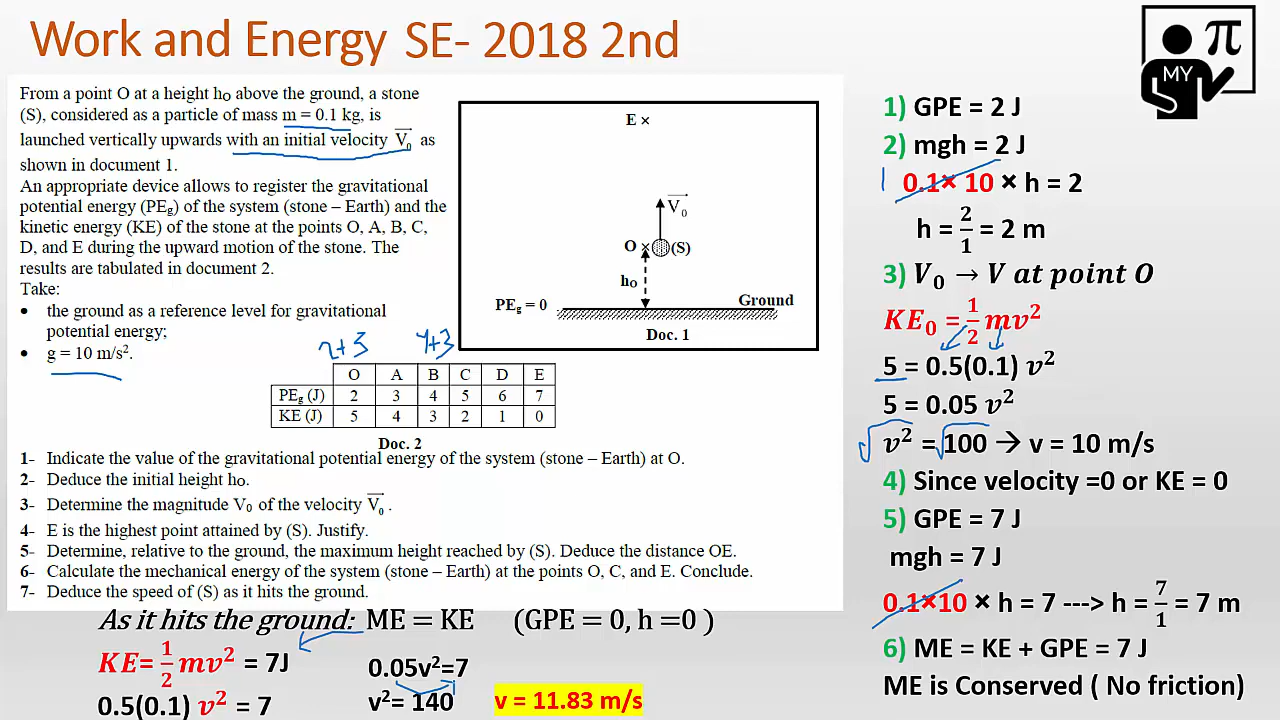 Work and Energy SE- 2018 2nd
MY π
From a point O at a height hO above the ground, a stone
(S), considered as a particle of mass m = 0.1 kg, is
launched vertically upwards with an initial velocity V⃗₀ as
shown in document 1.
An appropriate device allows to register the gravitational
potential energy (PEg) of the system (stone – Earth) and the
kinetic energy (KE) of the stone at the points O, A, B, C,
D, and E during the upward motion of the stone. The
results are tabulated in document 2.
Take:
• the ground as a reference level for gravitational
potential energy;
• g = 10 m/s².
E ×
V⃗₀
O × (S)
hO
PEg = 0 Ground
Doc. 1
2+5 4+3
O A B C D E
PEg (J) 2 3 4 5 6 7
KE (J) 5 4 3 2 1 0
Doc. 2
1- Indicate the value of the gravitational potential energy of the system (stone – Earth) at O.
2- Deduce the initial height hO.
3- Determine the magnitude V₀ of the velocity V⃗₀.
4- E is the highest point attained by (S). Justify.
5- Determine, relative to the ground, the maximum height reached by (S). Deduce the distance OE.
6- Calculate the mechanical energy of the system (stone – Earth) at the points O, C, and E. Conclude.
7- Deduce the speed of (S) as it hits the ground.
As it hits the ground: ME = KE (GPE = 0, h =0 )
KE= 1/2 mv² = 7J
0.5(0.1) v² = 7
0.05v²=7
v²= 140
v = 11.83 m/s
1) GPE = 2 J
2) mgh = 2 J
1 0.1× 10 × h = 2
h = 2/1 = 2 m
3) V₀ → V at point O
KE₀ = 1/2 mv²
5 = 0.5(0.1) v²
5 = 0.05 v²
√v² = √100 → v = 10 m/s
4) Since velocity =0 or KE = 0
5) GPE = 7 J
mgh = 7 J
0.1×10 × h = 7 ---> h = 7/1 = 7 m
6) ME = KE + GPE = 7 J
ME is Conserved ( No friction)